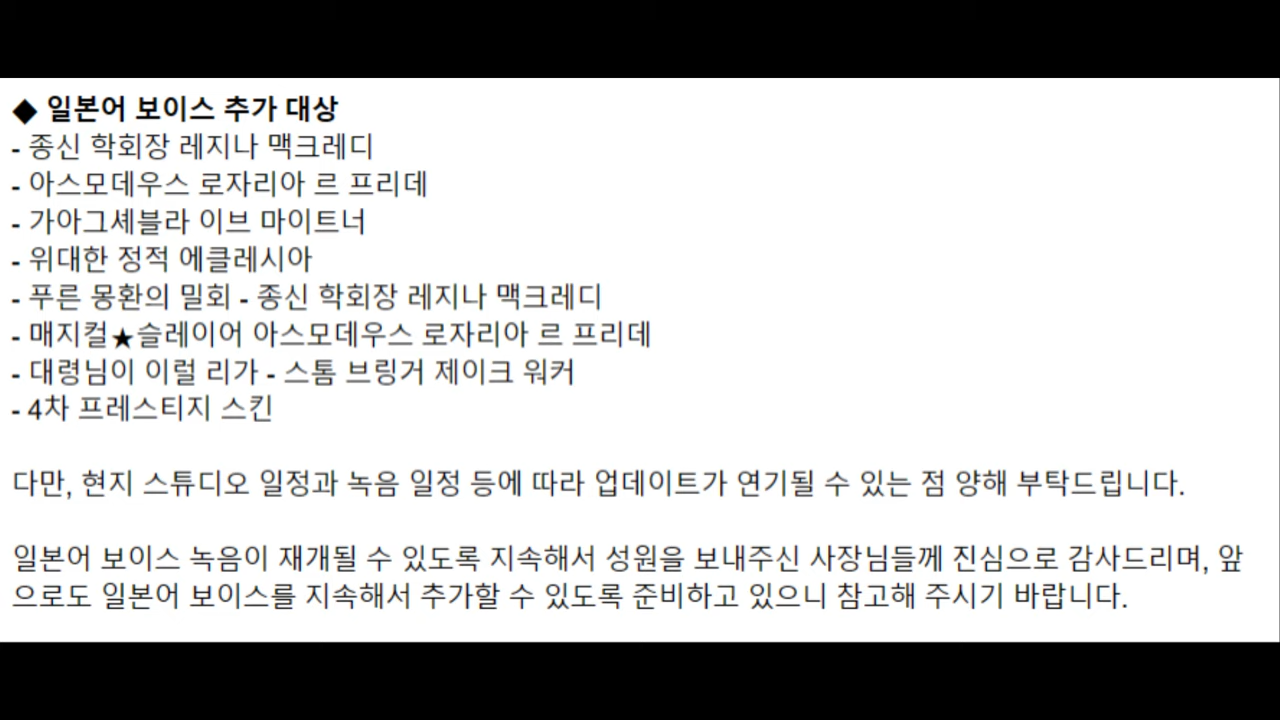 ◆ 일본어 보이스 추가 대상
- 종신 학회장 레지나 맥크레디
- 아스모데우스 로자리아 르 프리데
- 가아그셰블라 이브 마이트너
- 위대한 정적 에클레시아
- 푸른 몽환의 밀회 - 종신 학회장 레지나 맥크레디
- 매지컬★슬레이어 아스모데우스 로자리아 르 프리데
- 대령님이 이럴 리가 - 스톰 브링거 제이크 워커
- 4차 프레스티지 스킨
다만, 현지 스튜디오 일정과 녹음 일정 등에 따라 업데이트가 연기될 수 있는 점 양해 부탁드립니다.
일본어 보이스 녹음이 재개될 수 있도록 지속해서 성원을 보내주신 사장님들께 진심으로 감사드리며, 앞
으로도 일본어 보이스를 지속해서 추가할 수 있도록 준비하고 있으니 참고해 주시기 바랍니다.